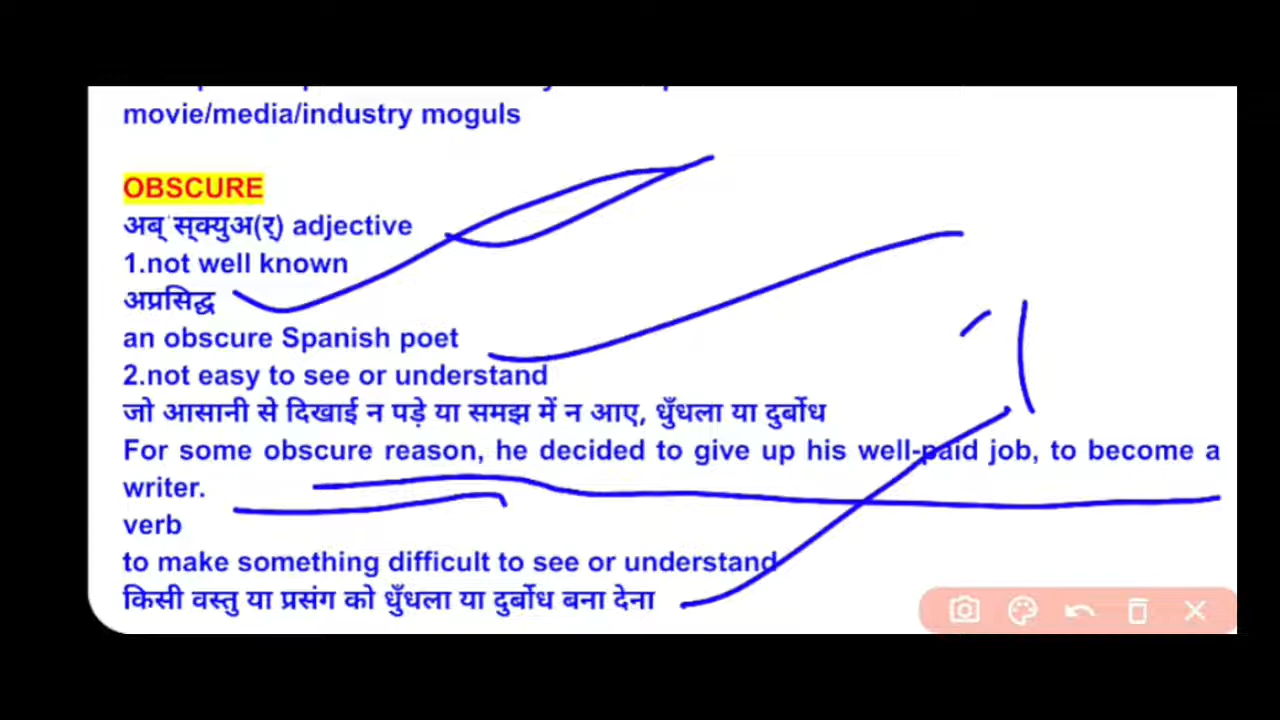 movie/media/industry moguls
OBSCURE
अब्ˈस्क्युअ(र्) adjective
1.not well known
अप्रसिद्ध
an obscure Spanish poet
2.not easy to see or understand
जो आसानी से दिखाई न पड़े या समझ में न आए, धुँधला या दुर्बोध
For some obscure reason, he decided to give up his well-paid job, to become a
writer.
verb
to make something difficult to see or understand
किसी वस्तु या प्रसंग को धुँधला या दुर्बोध बना देना